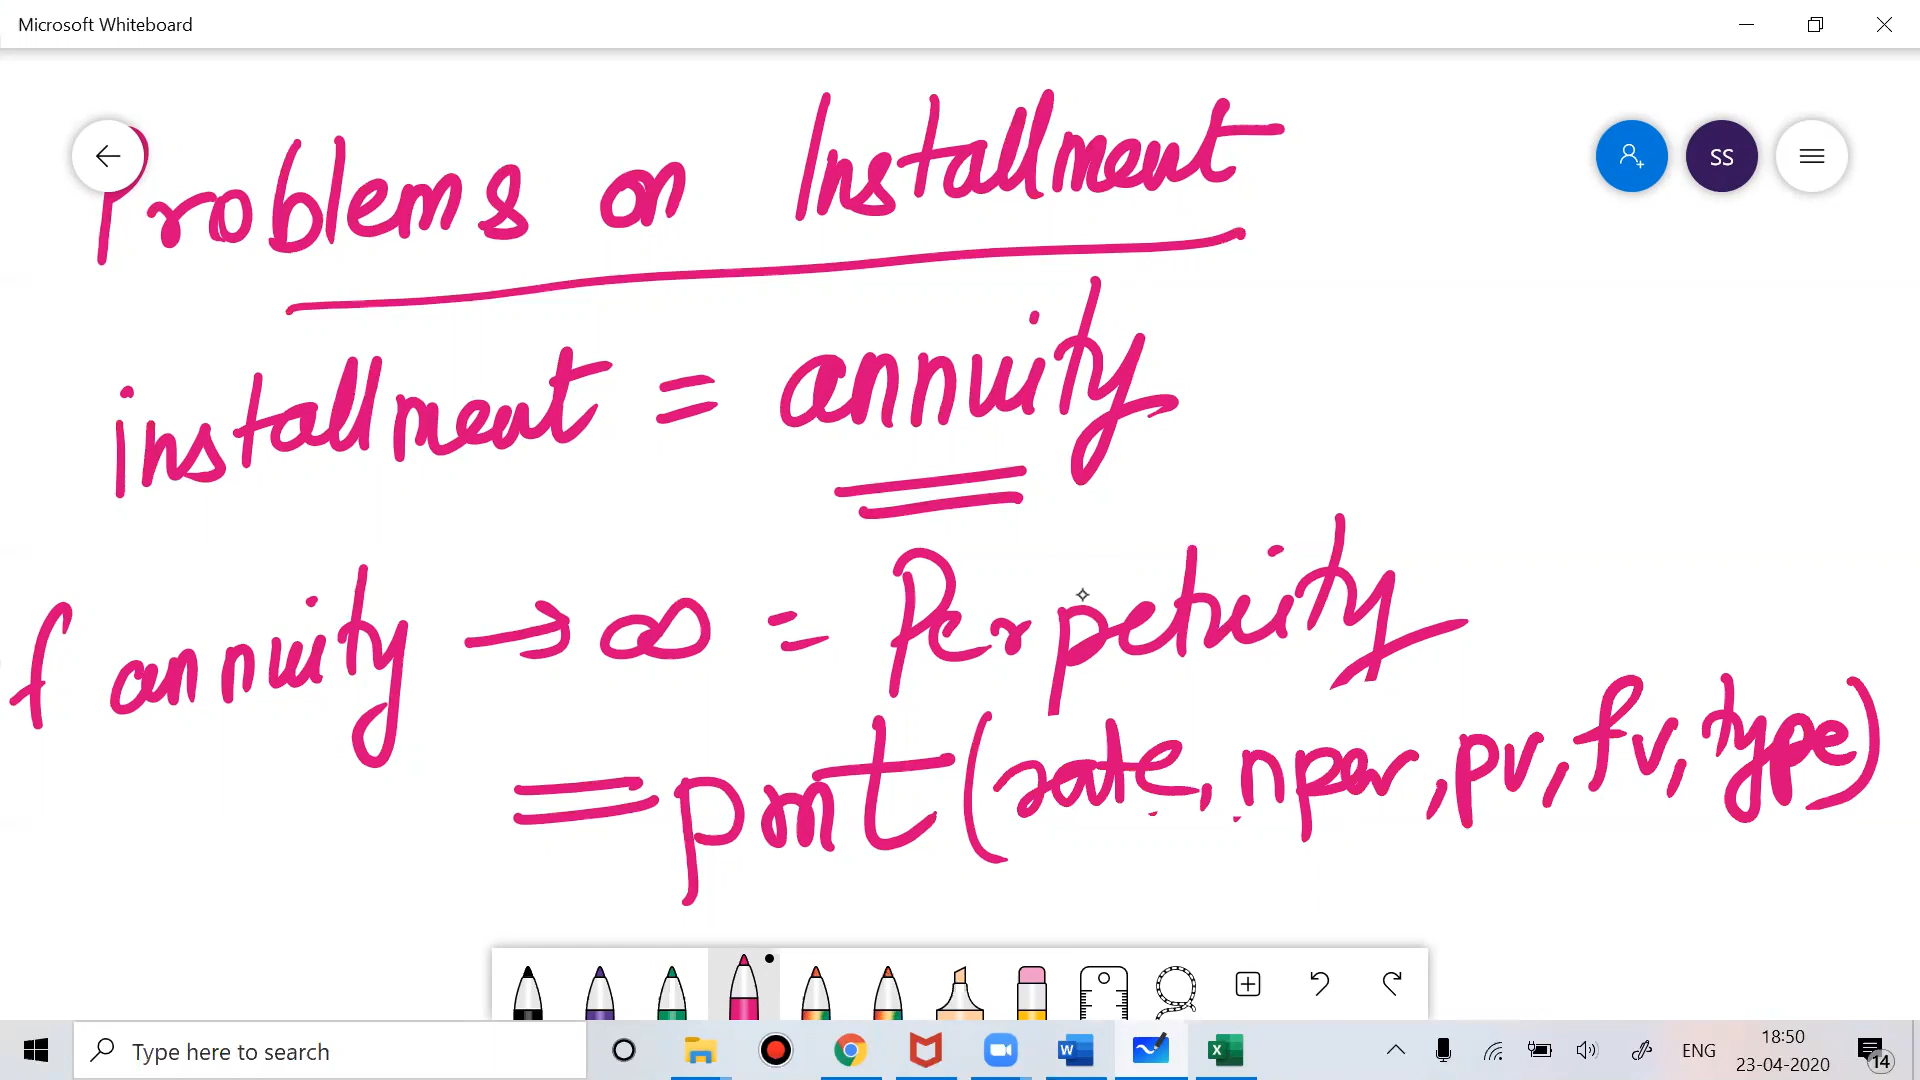 Microsoft Whiteboard
Problems on Installment
SS
installment = annuity
f annuity → ∞ = Perpetuity
=pmt(rate, nper, pv, fv, type)
Type here to search
ENG
18:50
23-04-2020
14